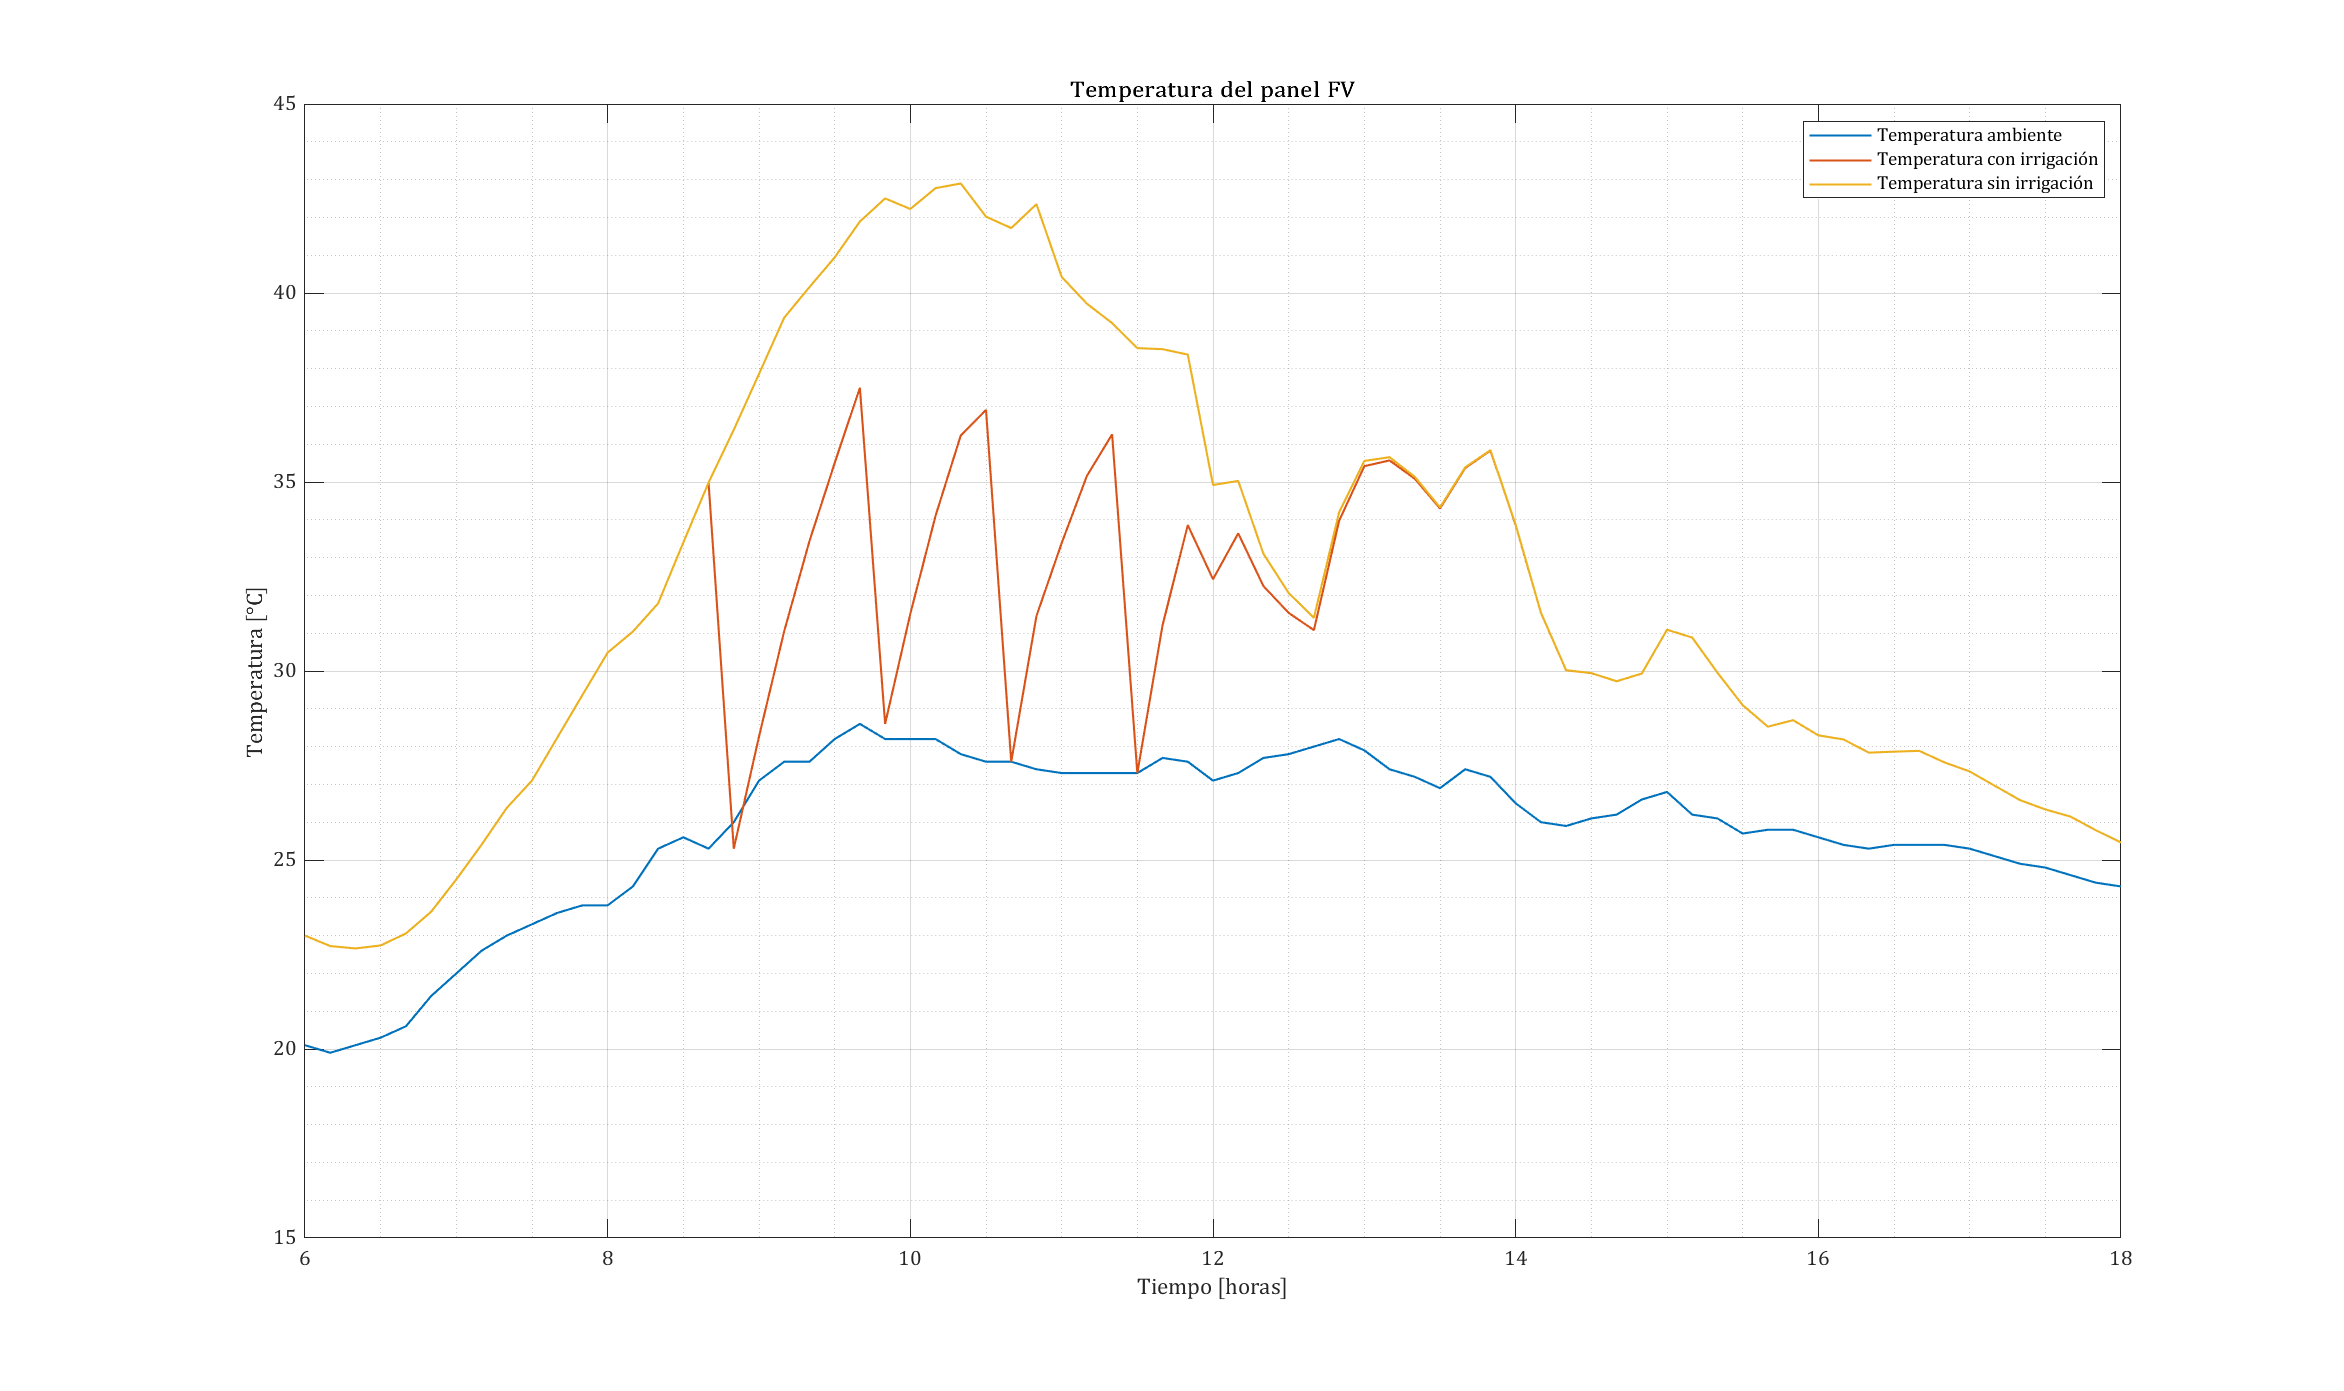 Temperatura del panel FV
45
40
35
30
25
20
15
Temperatura [°C]
Temperatura ambiente
Temperatura con irrigación
Temperatura sin irrigación
6 8 10 12 14 16 18
Tiempo [horas]